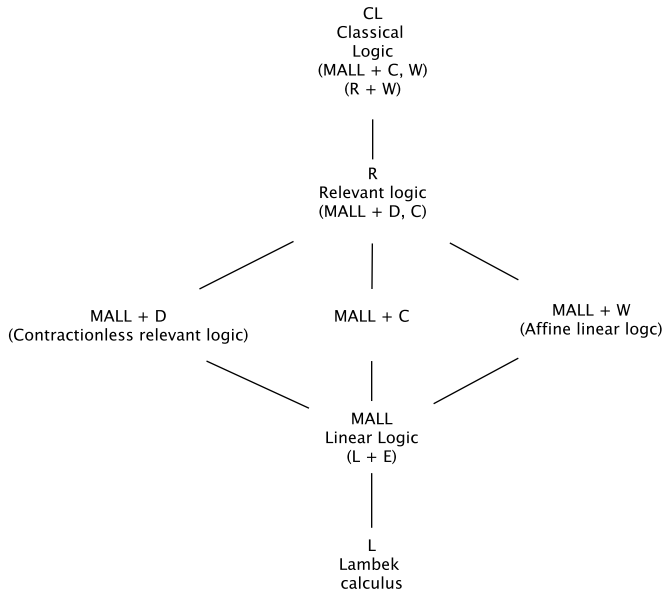 CL
Classical
Logic
(MALL + C, W)
(R + W)
R
Relevant logic
(MALL + D, C)
MALL + D
(Contractionless relevant logic)
MALL + C
MALL + W
(Affine linear logc)
MALL
Linear Logic
(L + E)
L
Lambek
calculus